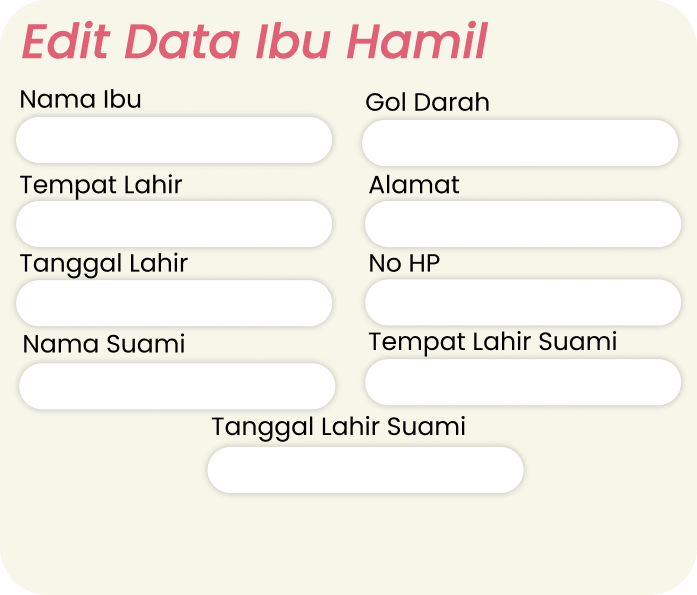 Edit Data Ibu Hamil
Nama Ibu
Gol Darah
Tempat Lahir
Alamat
Tanggal Lahir
No HP
Nama Suami
Tempat Lahir Suami
Tanggal Lahir Suami